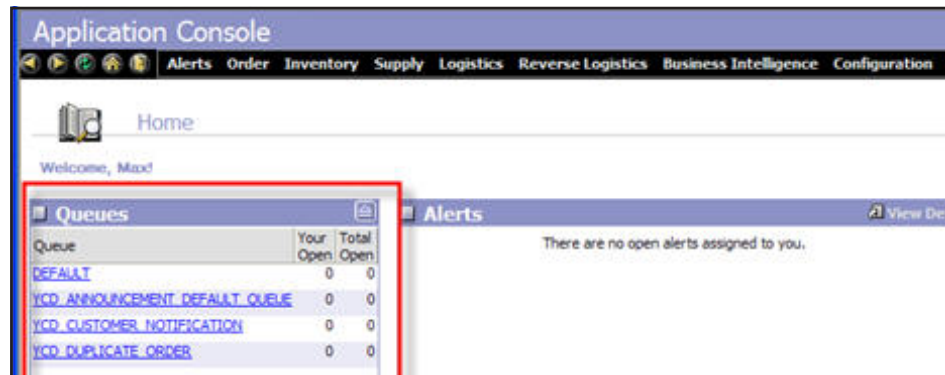 Application Console
Alerts Order Inventory Supply Logistics Reverse Logistics Business Intelligence Configuration
Home
Welcome, Max!
Queues
Queue Your Open Total Open
DEFAULT 0 0
YCD_ANNOUNCEMENT_DEFAULT_QUEUE 0 0
YCD_CUSTOMER_NOTIFICATION 0 0
YCD_DUPLICATE_ORDER 0 0
Alerts View De
There are no open alerts assigned to you.